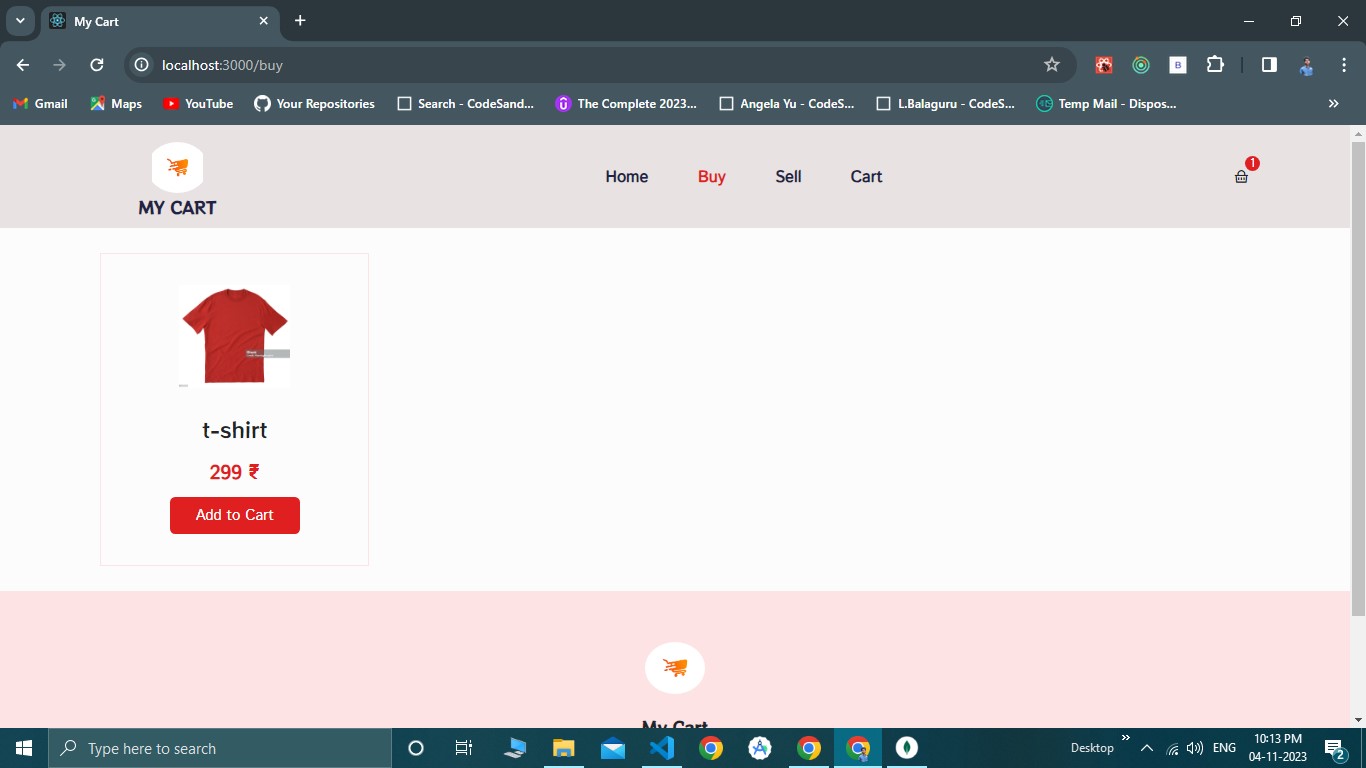 My Cart
localhost:3000/buy
Gmail
Maps
YouTube
Your Repositories
Search - CodeSand...
The Complete 2023...
Angela Yu - CodeS...
L.Balaguru - CodeS...
Temp Mail - Dispos...
»
MY CART
Home
Buy
Sell
Cart
1
t-shirt
299 ₹
Add to Cart
My Cart
Type here to search
Desktop
»
ENG
10:13 PM
04-11-2023
2